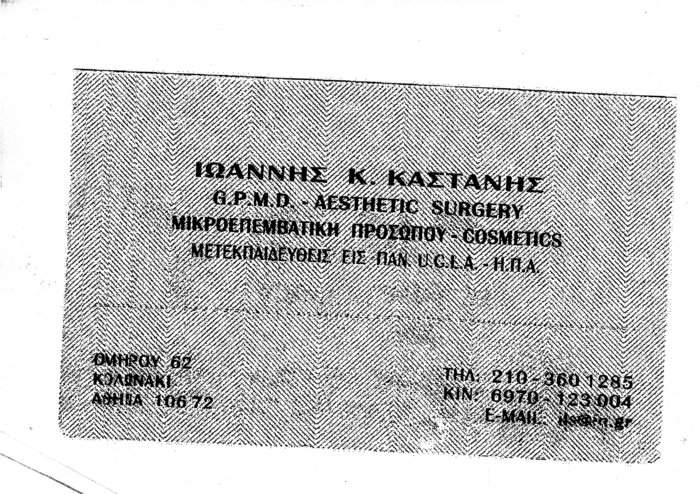 ΙΩΑΝΝΗΣ Κ. ΚΑΣΤΑΝΗΣ
G.P.M.D. - AESTHETIC SURGERY
ΜΙΚΡΟΕΠΕΜΒΑΤΙΚΗ ΠΡΟΣΩΠΟΥ - COSMETICS
ΜΕΤΕΚΠΑΙΔΕΥΘΕΙΣ ΕΙΣ ΠΑΝ. U.C.L.A. - Η.Π.Α.
ΟΜΗΡΟΥ 62
ΚΟΛΩΝΑΚΙ
ΑΘΗΝΑ 106 72
ΤΗΛ: 210 - 360 1285
ΚΙΝ: 6970 - 123 004
E-MAIL: